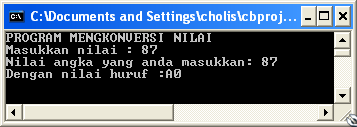 C:\Documents and Settings\cholis\cbproj...
PROGRAM MENGKONVERSI NILAI
Masukkan nilai : 87
Nilai angka yang anda masukkan: 87
Dengan nilai huruf :A0